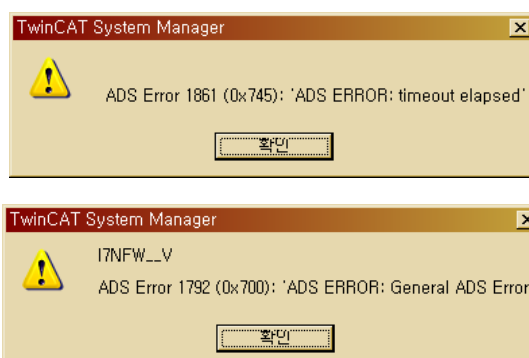 TwinCAT System Manager
ADS Error 1861 (0x745): 'ADS ERROR: timeout elapsed'
확인
TwinCAT System Manager
I7NFW__V
ADS Error 1792 (0x700): 'ADS ERROR: General ADS Error
확인